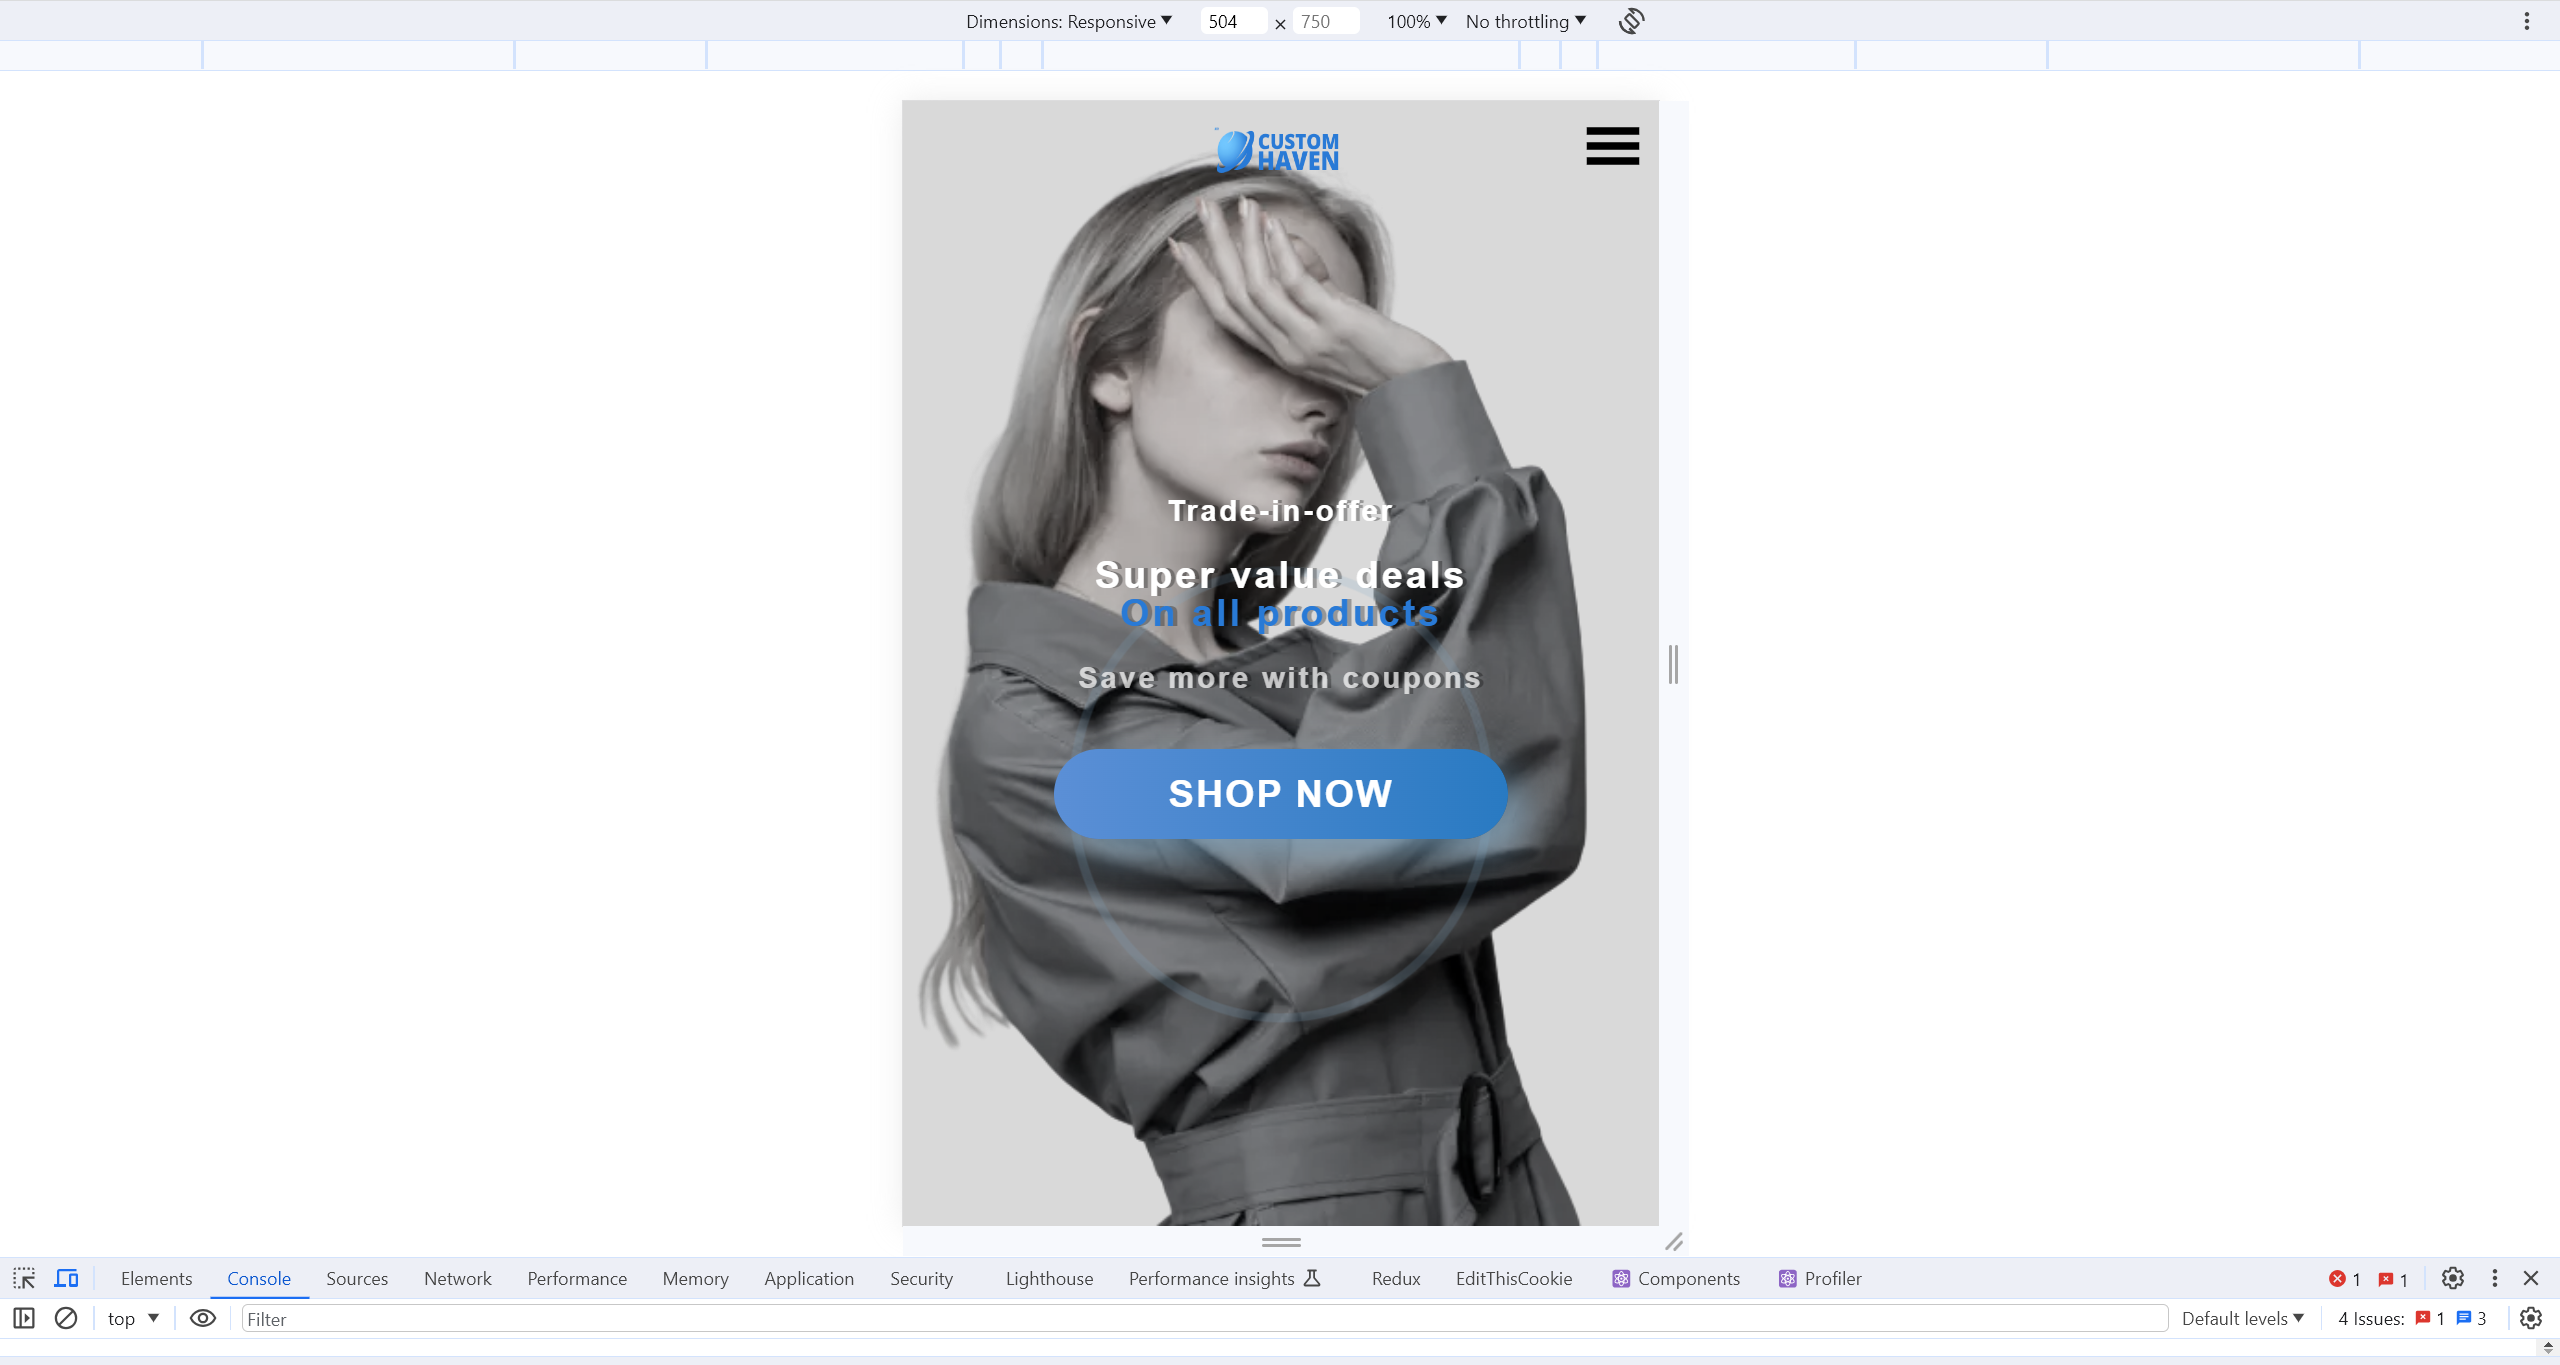 Dimensions: Responsive 504 × 750 100% No throttling
CUSTOM
HAVEN
Trade-in-offer
Super value deals
On all products
Save more with coupons
SHOP NOW
Elements Console Sources Network Performance Memory Application Security Lighthouse Performance insights Redux EditThisCookie Components Profiler 1 1
top Filter Default levels 4 Issues: 1 3